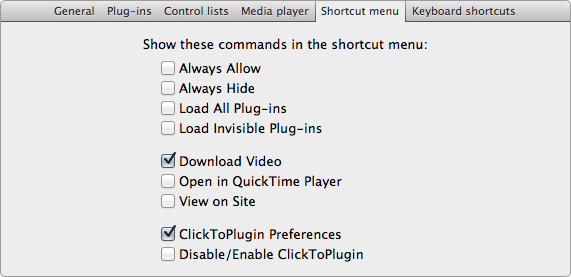 General Plug-ins Control lists Media player Shortcut menu Keyboard shortcuts
Show these commands in the shortcut menu:
Always Allow
Always Hide
Load All Plug-ins
Load Invisible Plug-ins
Download Video
Open in QuickTime Player
View on Site
ClickToPlugin Preferences
Disable/Enable ClickToPlugin